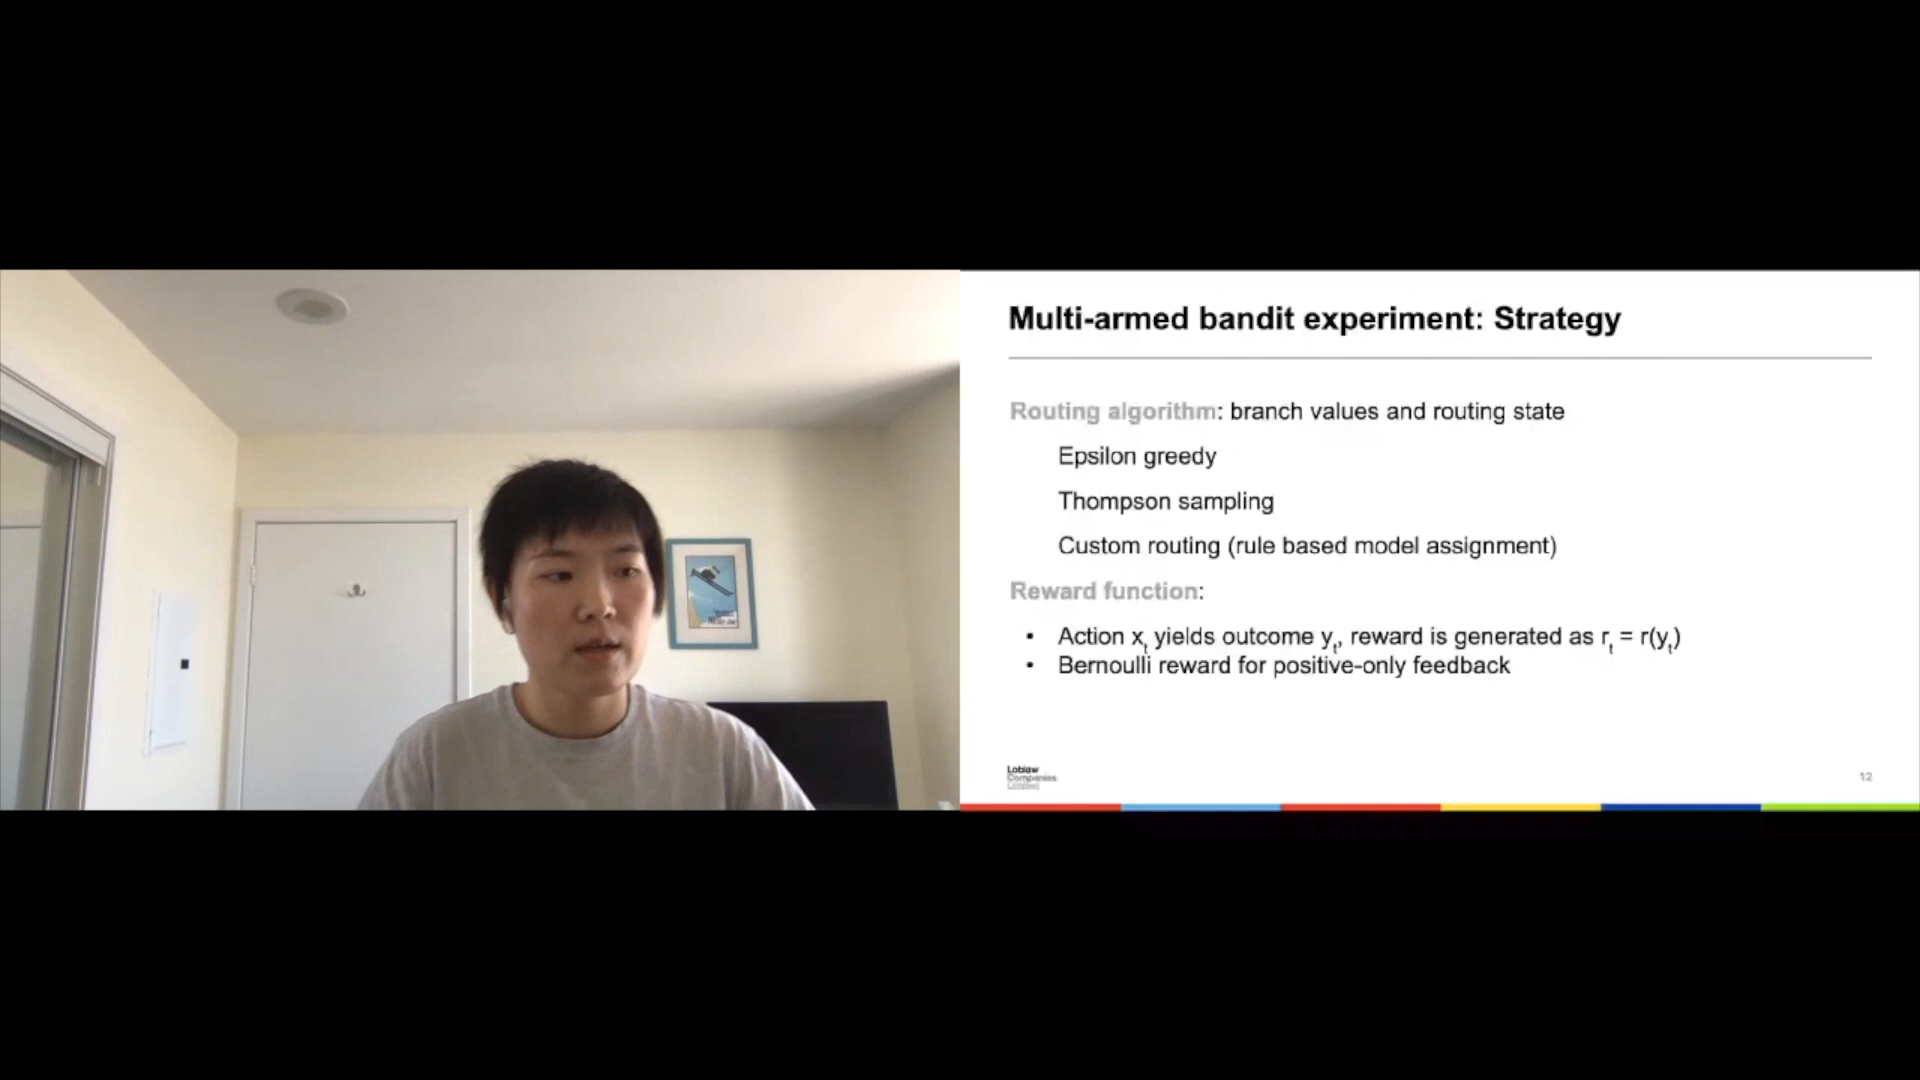 Multi-armed bandit experiment: Strategy
Routing algorithm: branch values and routing state
Epsilon greedy
Thompson sampling
Custom routing (rule based model assignment)
Reward function:
• Action xₜ yields outcome yₜ, reward is generated as rₜ = r(yₜ)
• Bernoulli reward for positive-only feedback
Loblaw
Companies
Limited
12